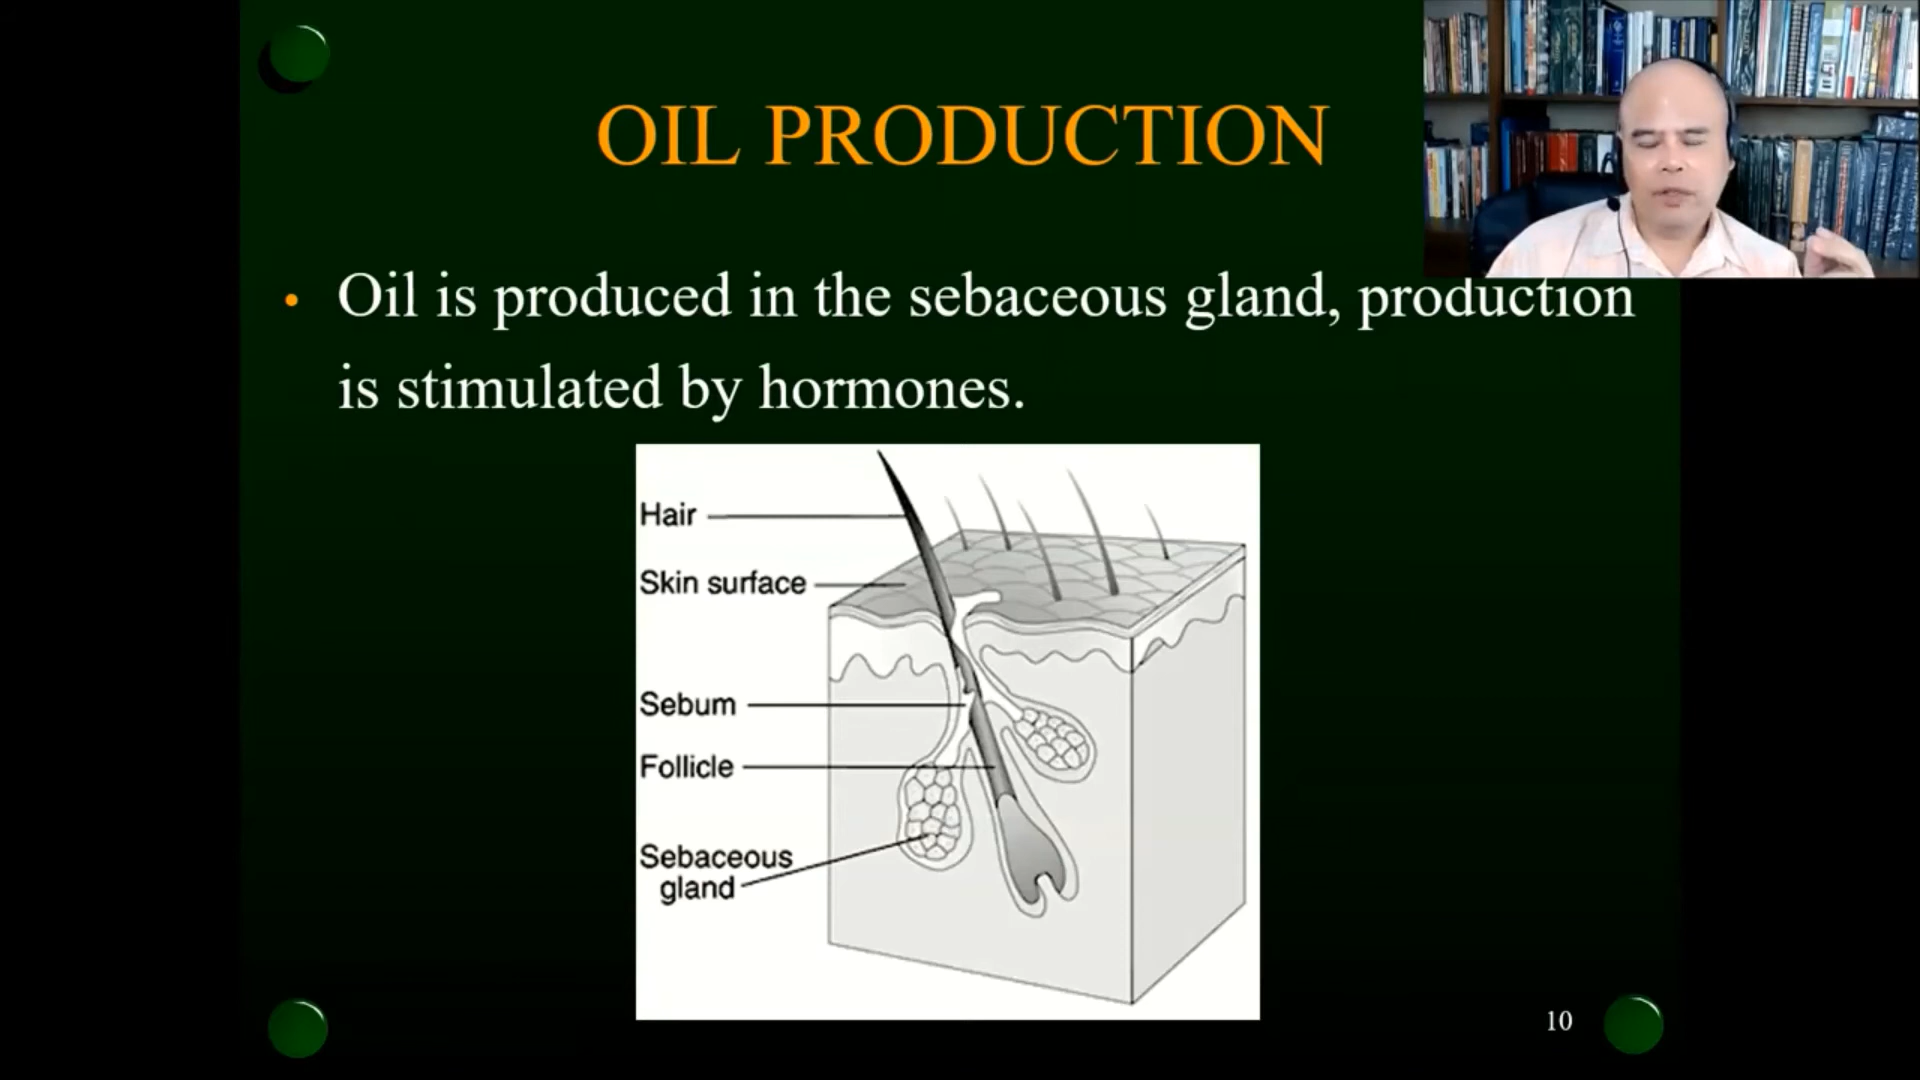 OIL PRODUCTION
• Oil is produced in the sebaceous gland, production
is stimulated by hormones.
Hair
Skin surface
Sebum
Follicle
Sebaceous
gland
10